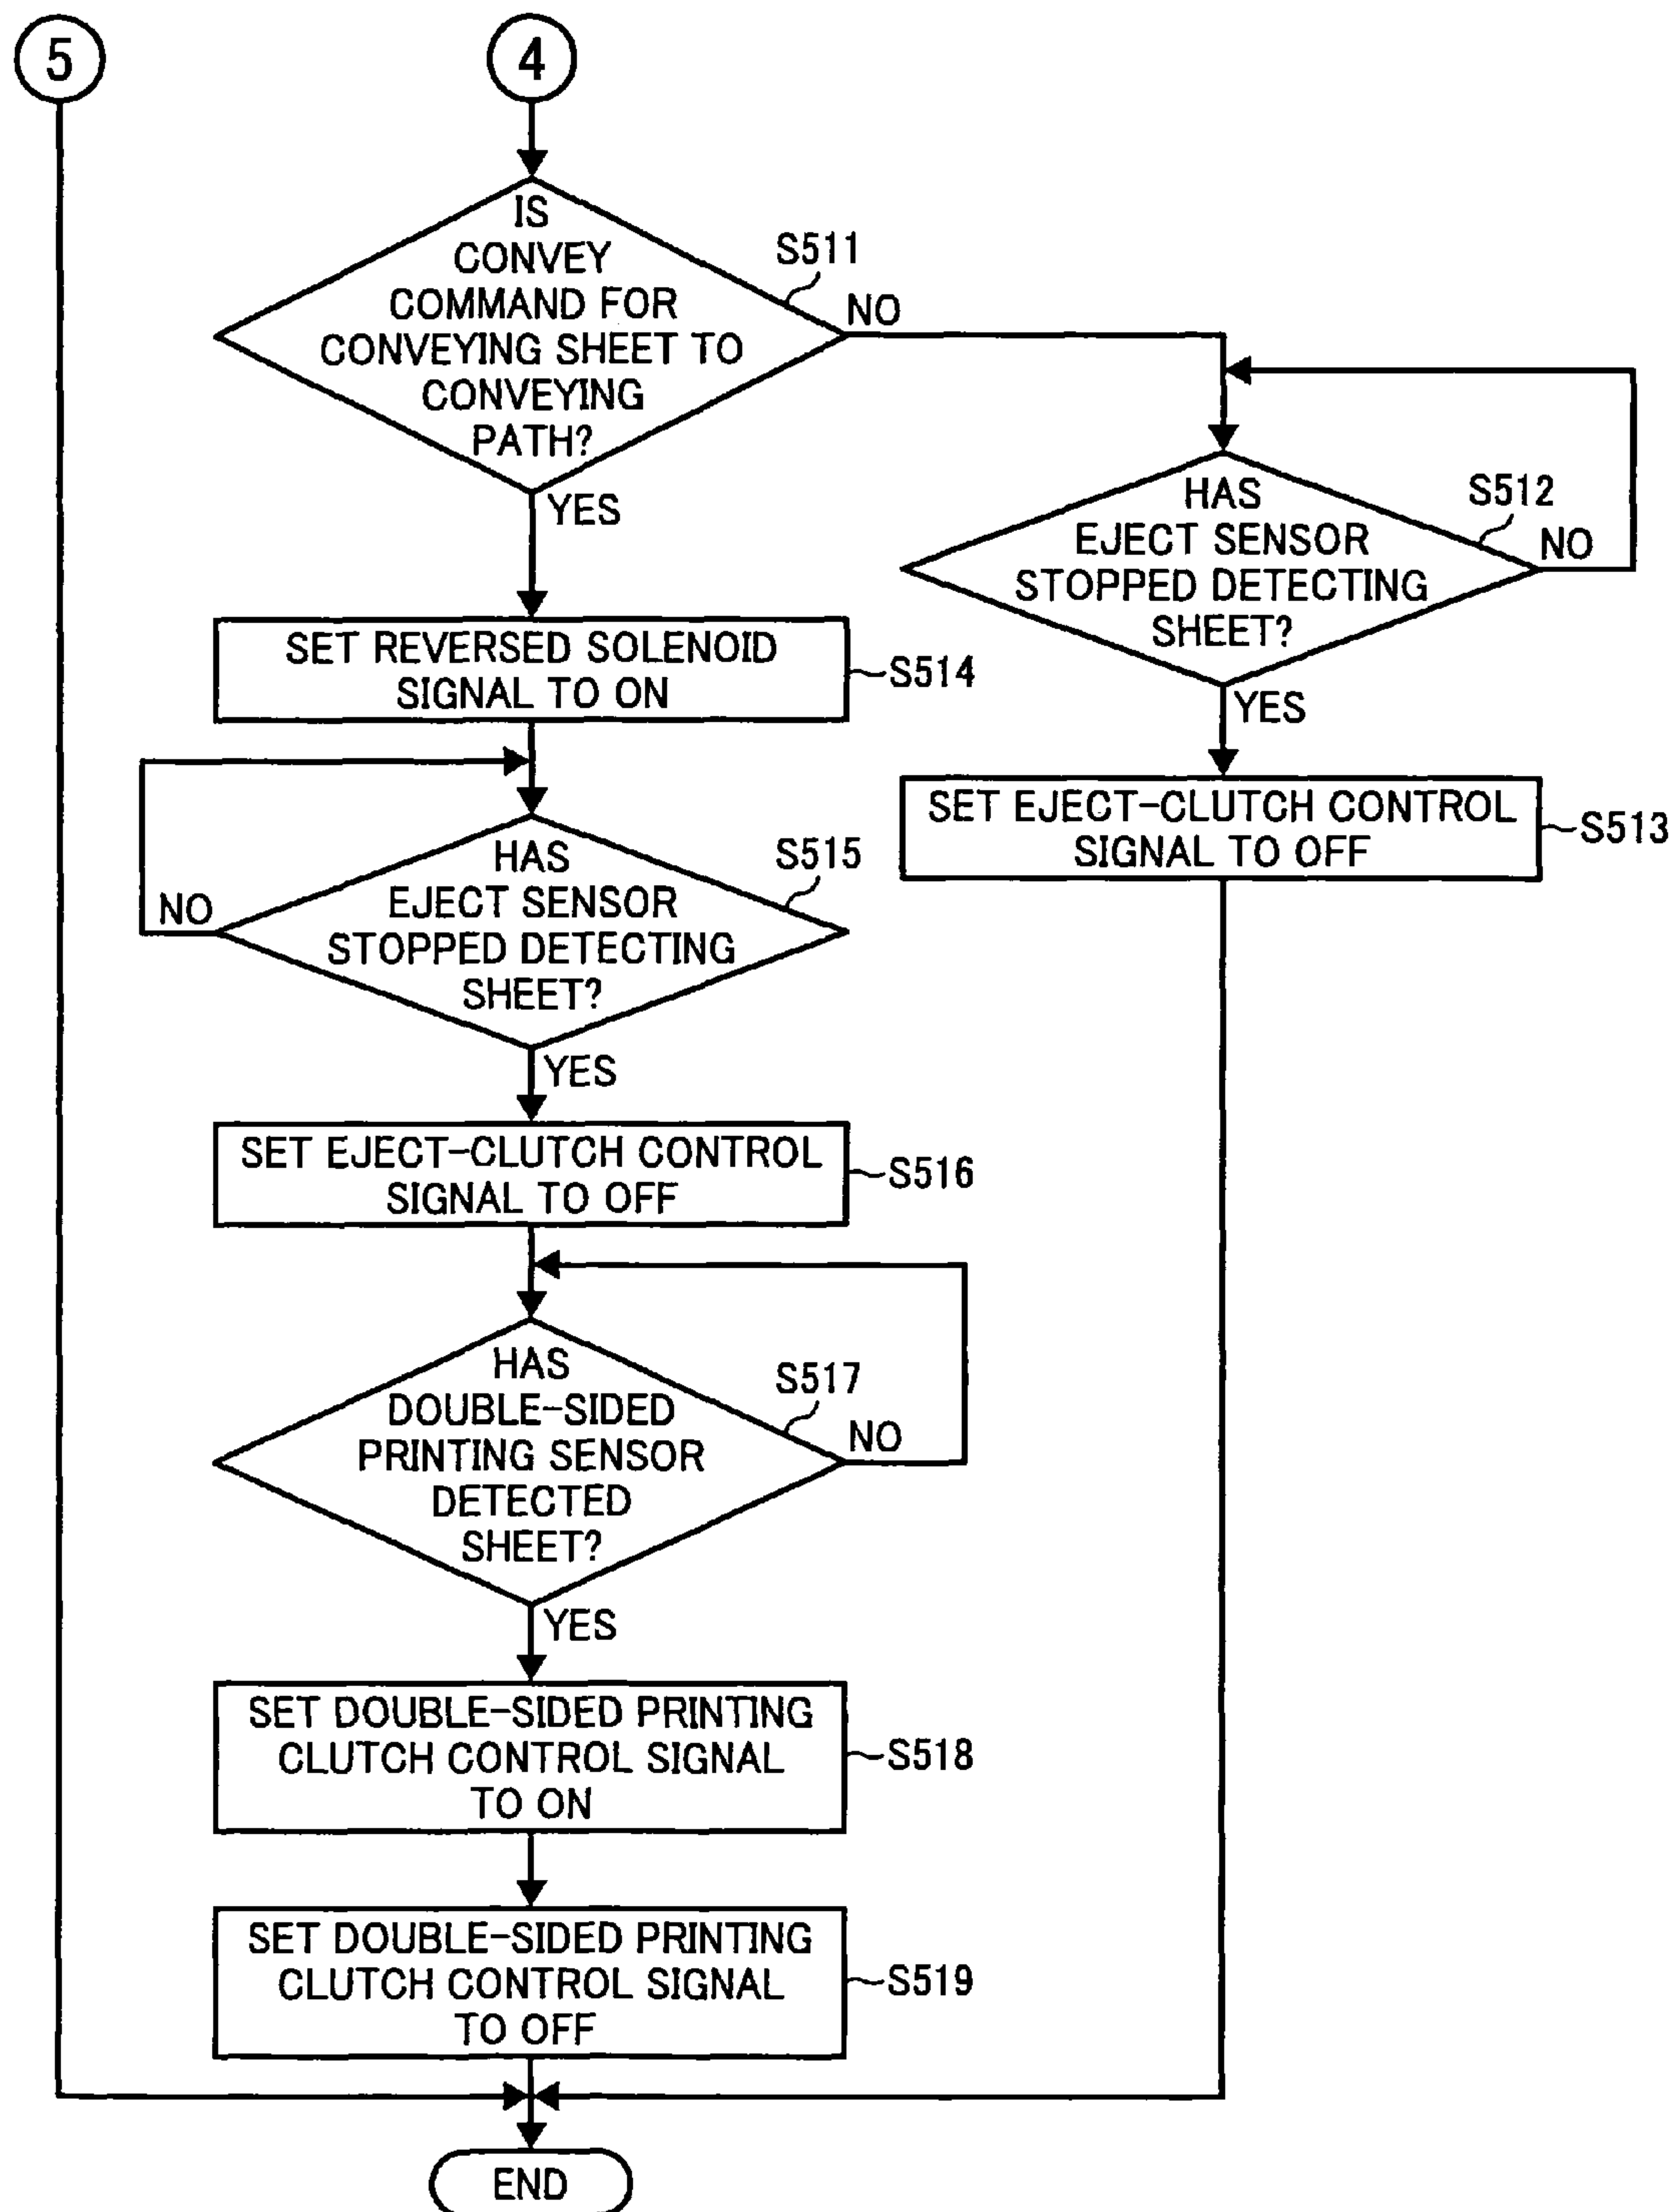 5
4
IS
CONVEY
COMMAND FOR
CONVEYING SHEET TO
CONVEYING
PATH?
S511
NO
YES
HAS
EJECT SENSOR
STOPPED DETECTING
SHEET?
S512
NO
YES
SET EJECT-CLUTCH CONTROL
SIGNAL TO OFF
S513
SET REVERSED SOLENOID
SIGNAL TO ON
S514
HAS
EJECT SENSOR
STOPPED DETECTING
SHEET?
S515
NO
YES
SET EJECT-CLUTCH CONTROL
SIGNAL TO OFF
S516
HAS
DOUBLE-SIDED
PRINTING SENSOR
DETECTED
SHEET?
S517
NO
YES
SET DOUBLE-SIDED PRINTING
CLUTCH CONTROL SIGNAL
TO ON
S518
SET DOUBLE-SIDED PRINTING
CLUTCH CONTROL SIGNAL
TO OFF
S519
END